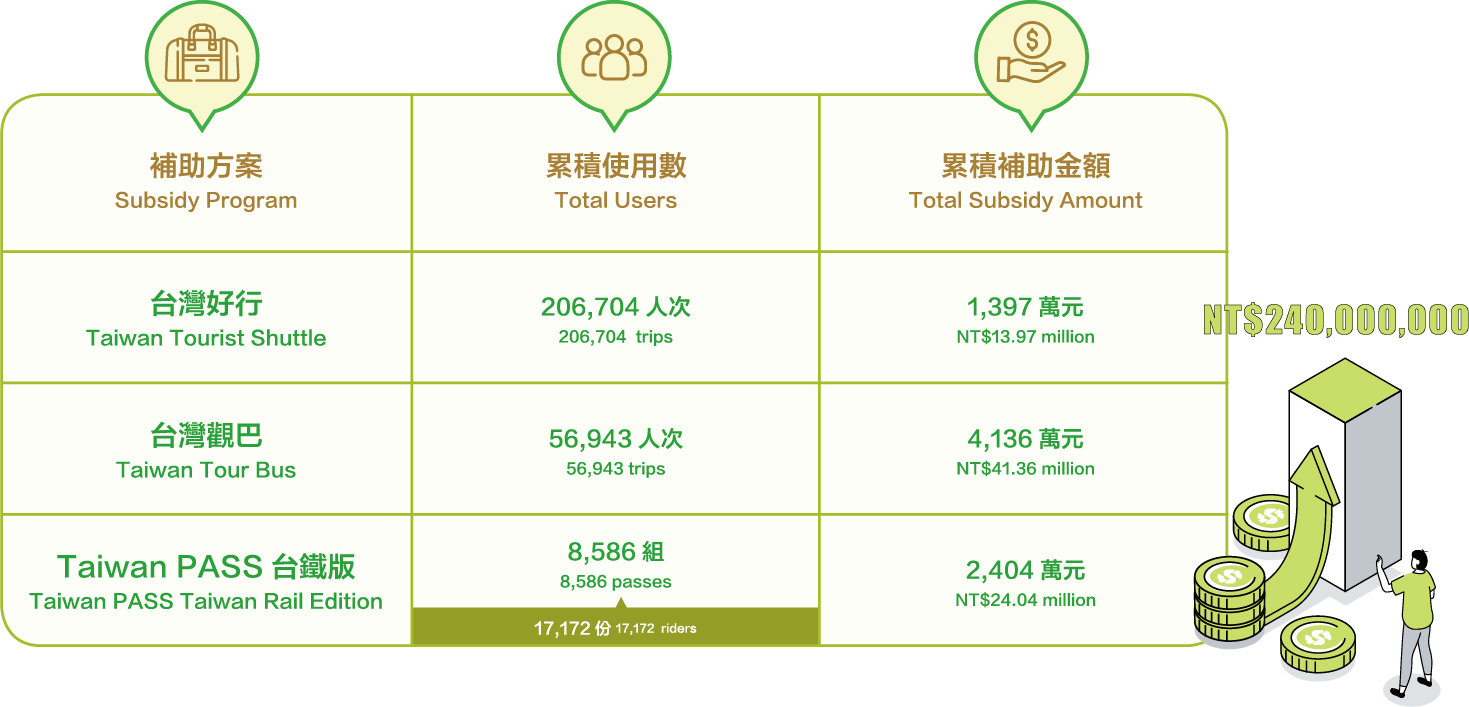 補助方案
Subsidy Program
累積使用數
Total Users
累積補助金額
Total Subsidy Amount
台灣好行
Taiwan Tourist Shuttle
206,704 人次
206,704 trips
1,397 萬元
NT$13.97 million
NT$240,000,000
台灣觀巴
Taiwan Tour Bus
56,943 人次
56,943 trips
4,136 萬元
NT$41.36 million
Taiwan PASS 台鐵版
Taiwan PASS Taiwan Rail Edition
8,586 組
8,586 passes
17,172 份 17,172 riders
2,404 萬元
NT$24.04 million